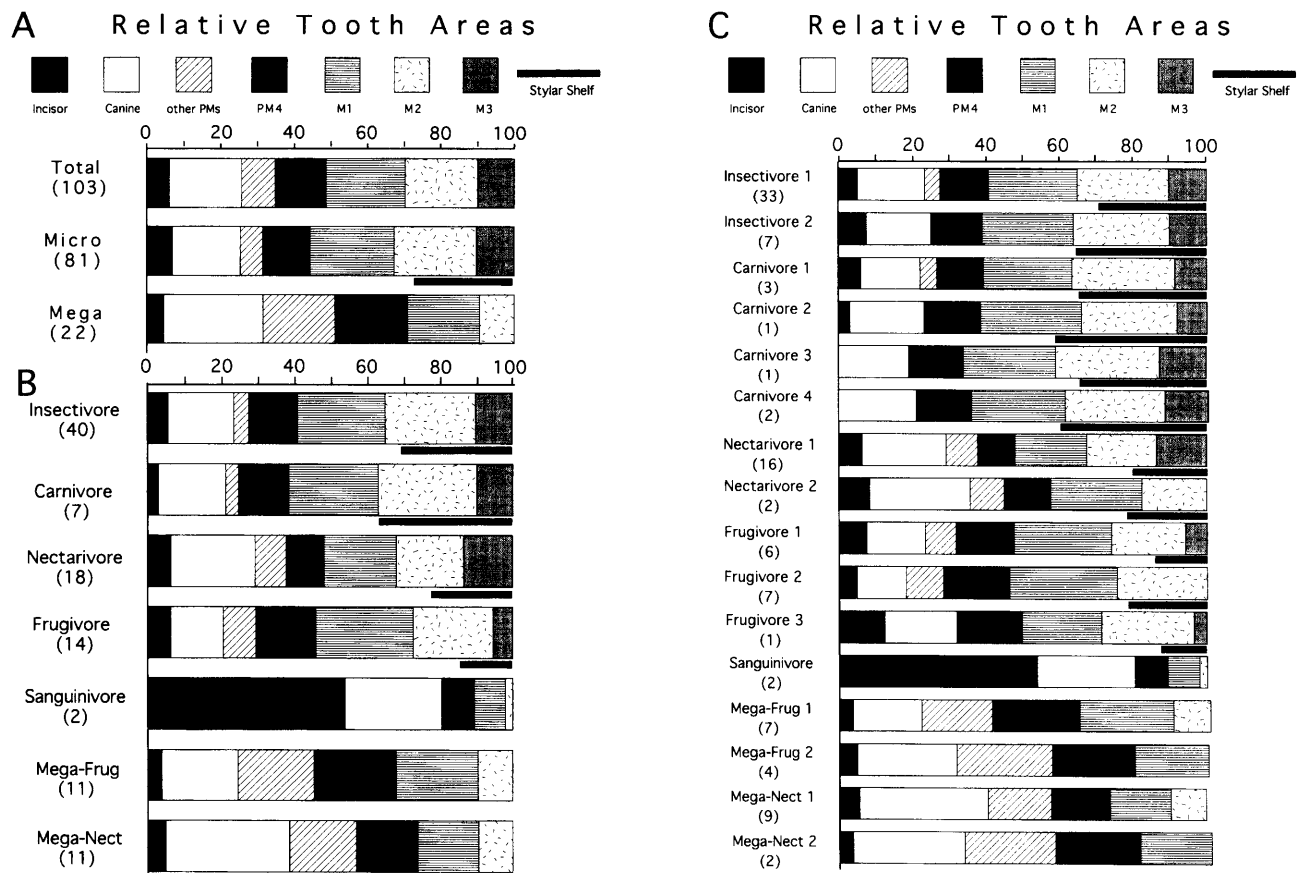 A
Relative Tooth Areas
Incisor Canine other PMs PM4 M1 M2 M3 Stylar Shelf
0 20 40 60 80 100
Total
(103)
Micro
(81)
Mega
(22)
B
0 20 40 60 80 100
Insectivore
(40)
Carnivore
(7)
Nectarivore
(18)
Frugivore
(14)
Sanguinivore
(2)
Mega-Frug
(11)
Mega-Nect
(11)
C
Relative Tooth Areas
Incisor Canine other PMs PM4 M1 M2 M3 Stylar Shelf
0 20 40 60 80 100
Insectivore 1
(33)
Insectivore 2
(7)
Carnivore 1
(3)
Carnivore 2
(1)
Carnivore 3
(1)
Carnivore 4
(2)
Nectarivore 1
(16)
Nectarivore 2
(2)
Frugivore 1
(6)
Frugivore 2
(7)
Frugivore 3
(1)
Sanguinivore
(2)
Mega-Frug 1
(7)
Mega-Frug 2
(4)
Mega-Nect 1
(9)
Mega-Nect 2
(2)